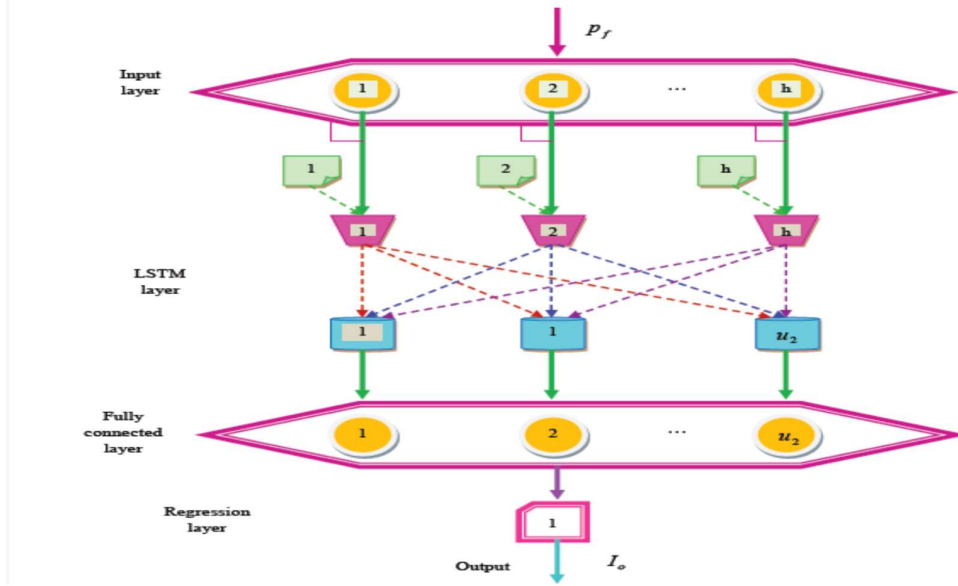 p_f
Input
layer
1 2 ... h
1 2 h
1 2 h
LSTM
layer
1 1 u_2
Fully
connected
layer
1 2 ... u_2
Regression
layer
1
Output I_o